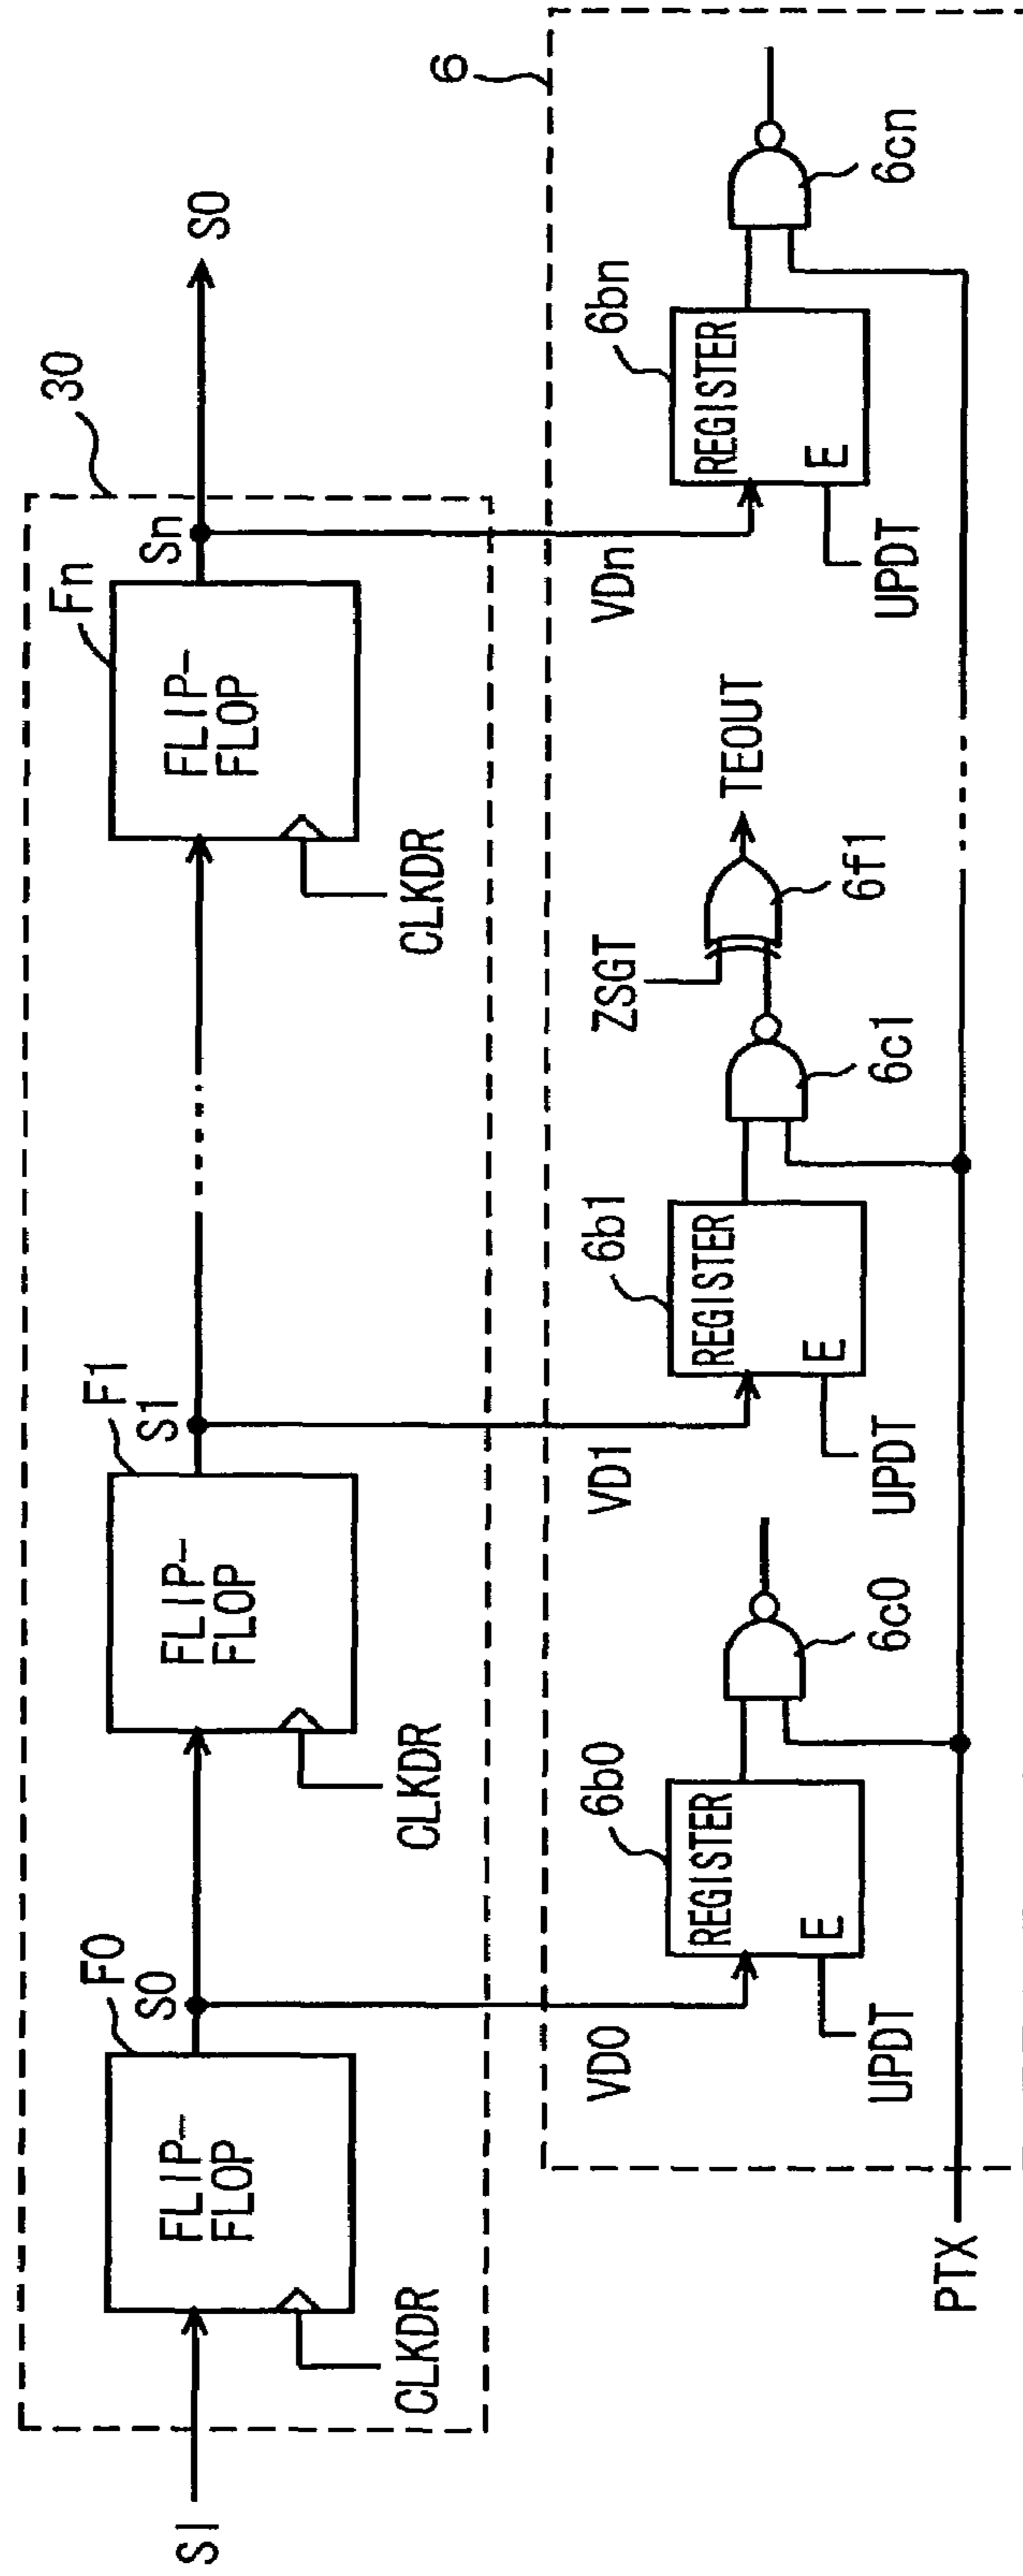 30
F0
S0
F1
S1
Fn
Sn
SI
FLIP-
FLOP
FLIP-
FLOP
FLIP-
FLOP
SO
CLKDR
CLKDR
CLKDR
6
VD0
VD1
ZSGT
VDn
6b0
6b1
6bn
REGISTER
E
REGISTER
E
REGISTER
E
TEOUT
UPDT
6c0
UPDT
6c1
6f1
UPDT
6cn
PTX